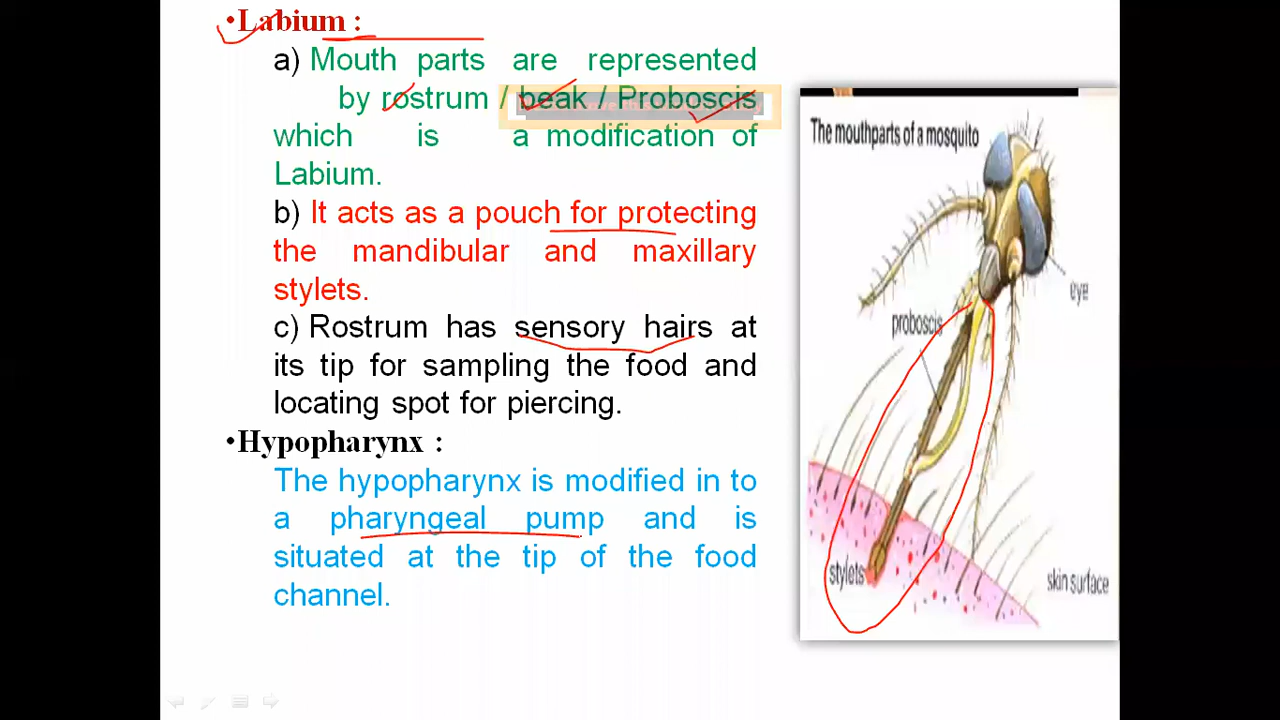 •Labium :
a) Mouth parts are represented
by rostrum / beak / Proboscis
which is a modification of
Labium.
b) It acts as a pouch for protecting
the mandibular and maxillary
stylets.
c) Rostrum has sensory hairs at
its tip for sampling the food and
locating spot for piercing.
•Hypopharynx :
The hypopharynx is modified in to
a pharyngeal pump and is
situated at the tip of the food
channel.
The mouthparts of a mosquito
eye
proboscis
stylets
skin surface